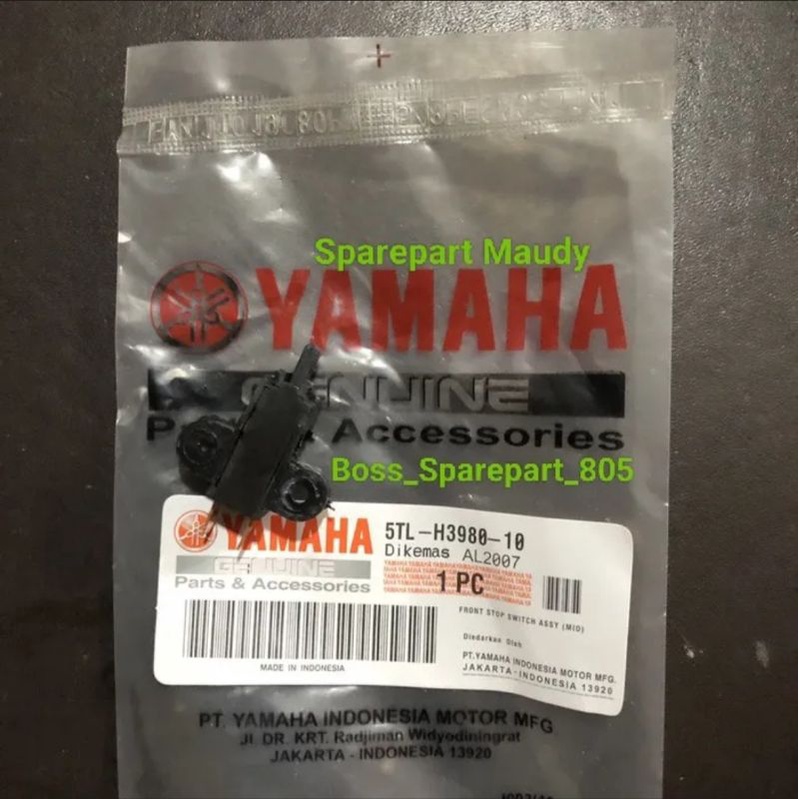 Sparepart Maudy
YAMAHA
GENUINE
Parts & Accessories
Boss_Sparepart_805
YAMAHA
GENUINE
Parts & Accessories
5TL-H3980-10
Dikemas AL2007
1 PC
FRONT STOP SWITCH ASSY (MIO)
Diedarkan Oleh
PT.YAMAHA INDONESIA MOTOR MFG.
JAKARTA-INDONESIA 13920
MADE IN INDONESIA
PT. YAMAHA INDONESIA MOTOR MFG
Jl. DR. KRT. Radjiman Widyodiningrat
JAKARTA - INDONESIA 13920